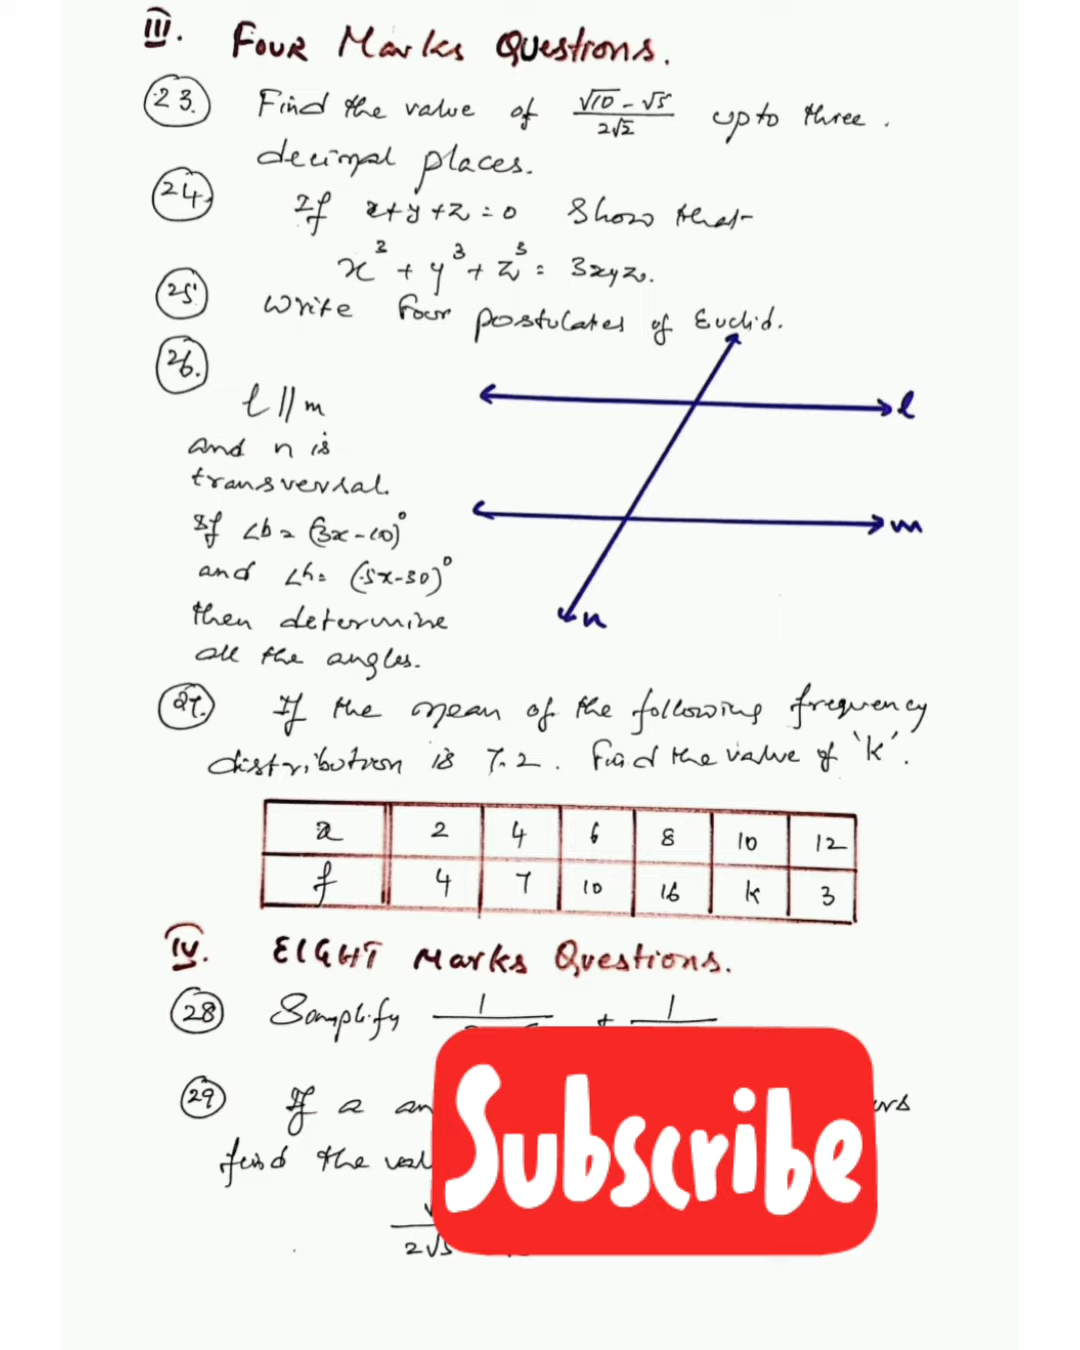 III. FOUR Marks Questions.
23. Find the value of (√10 - √5)/(2√2) upto three.
decimal places.
24. If x+y+z=0 Show that
x³ + y³ + z³ = 3xyz.
25. Write Four postulates of Euclid.
26.
l || m
and n is
transversal.
If ∠b = (3x-10)°
and ∠h = (5x-30)°
then determine
all the angles.
l
m
n
27. If the mean of the following frequency
distribution is 7.2. Find the value of 'k'.
x 2 4 6 8 10 12
f 4 7 10 16 k 3
IV. EIGHT Marks Questions.
28 Simplify 1 + 1
29 If a
find the
2√5
Subscribe